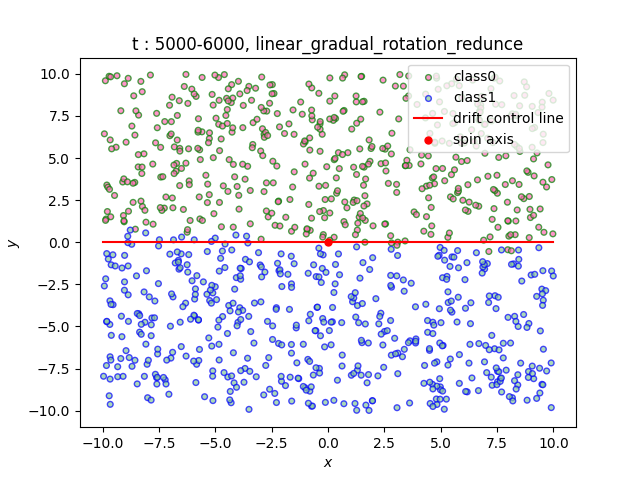 t : 5000-6000, linear_gradual_rotation_redunce
class0
class1
drift control line
spin axis
10.0
7.5
5.0
2.5
0.0
−2.5
−5.0
−7.5
−10.0
y
−10.0 −7.5 −5.0 −2.5 0.0 2.5 5.0 7.5 10.0
x